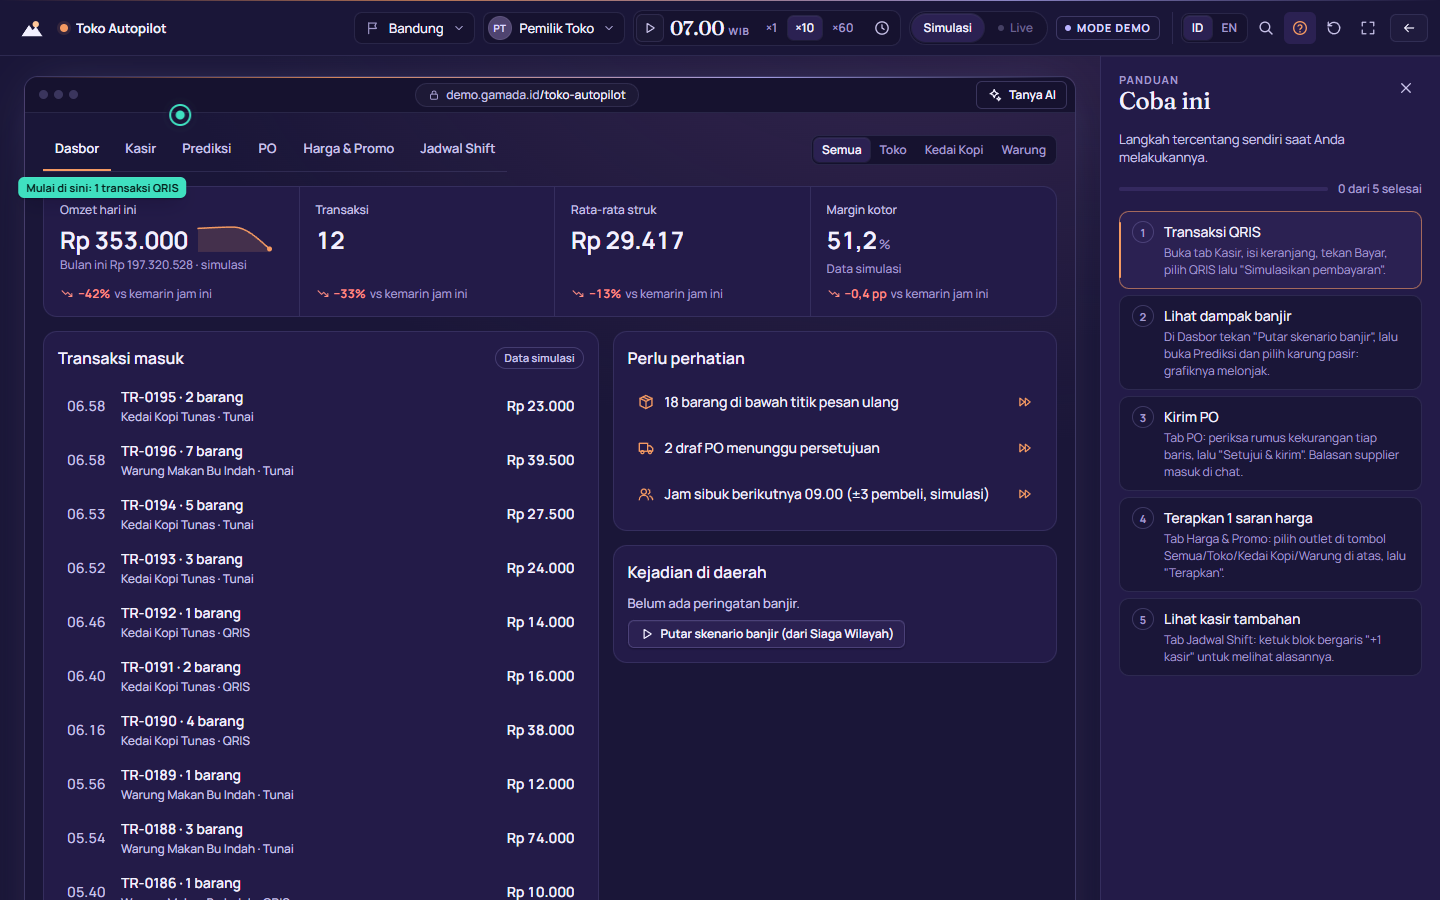 Toko Autopilot
Bandung
PT Pemilik Toko
07.00 WIB
×1 ×10 ×60
Simulasi Live
MODE DEMO
ID EN
demo.gamada.id/toko-autopilot
Tanya AI
Dasbor Kasir Prediksi PO Harga & Promo Jadwal Shift
Semua Toko Kedai Kopi Warung
Mulai di sini: 1 transaksi QRIS
Omzet hari ini
Rp 353.000
Bulan ini Rp 197.320.528 · simulasi
−42% vs kemarin jam ini
Transaksi
12
−33% vs kemarin jam ini
Rata-rata struk
Rp 29.417
−13% vs kemarin jam ini
Margin kotor
51,2%
Data simulasi
−0,4 pp vs kemarin jam ini
Transaksi masuk
Data simulasi
06.58 TR-0195 · 2 barang Rp 23.000
Kedai Kopi Tunas · Tunai
06.58 TR-0196 · 7 barang Rp 39.500
Warung Makan Bu Indah · Tunai
06.53 TR-0194 · 5 barang Rp 27.500
Kedai Kopi Tunas · Tunai
06.52 TR-0193 · 3 barang Rp 24.000
Kedai Kopi Tunas · Tunai
06.46 TR-0192 · 1 barang Rp 14.000
Kedai Kopi Tunas · QRIS
06.40 TR-0191 · 2 barang Rp 16.000
Kedai Kopi Tunas · QRIS
06.16 TR-0190 · 4 barang Rp 38.000
Kedai Kopi Tunas · QRIS
05.56 TR-0189 · 1 barang Rp 12.000
Warung Makan Bu Indah · Tunai
05.54 TR-0188 · 3 barang Rp 74.000
Warung Makan Bu Indah · Tunai
05.40 TR-0186 · 1 barang Rp 10.000
Perlu perhatian
18 barang di bawah titik pesan ulang
2 draf PO menunggu persetujuan
Jam sibuk berikutnya 09.00 (±3 pembeli, simulasi)
Kejadian di daerah
Belum ada peringatan banjir.
Putar skenario banjir (dari Siaga Wilayah)
PANDUAN
Coba ini
Langkah tercentang sendiri saat Anda
melakukannya.
0 dari 5 selesai
1 Transaksi QRIS
Buka tab Kasir, isi keranjang, tekan Bayar,
pilih QRIS lalu "Simulasikan pembayaran".
2 Lihat dampak banjir
Di Dasbor tekan "Putar skenario banjir", lalu
buka Prediksi dan pilih karung pasir:
grafiknya melonjak.
3 Kirim PO
Tab PO: periksa rumus kekurangan tiap
baris, lalu "Setujui & kirim". Balasan supplier
masuk di chat.
4 Terapkan 1 saran harga
Tab Harga & Promo: pilih outlet di tombol
Semua/Toko/Kedai Kopi/Warung di atas, lalu
"Terapkan".
5 Lihat kasir tambahan
Tab Jadwal Shift: ketuk blok bergaris "+1
kasir" untuk melihat alasannya.